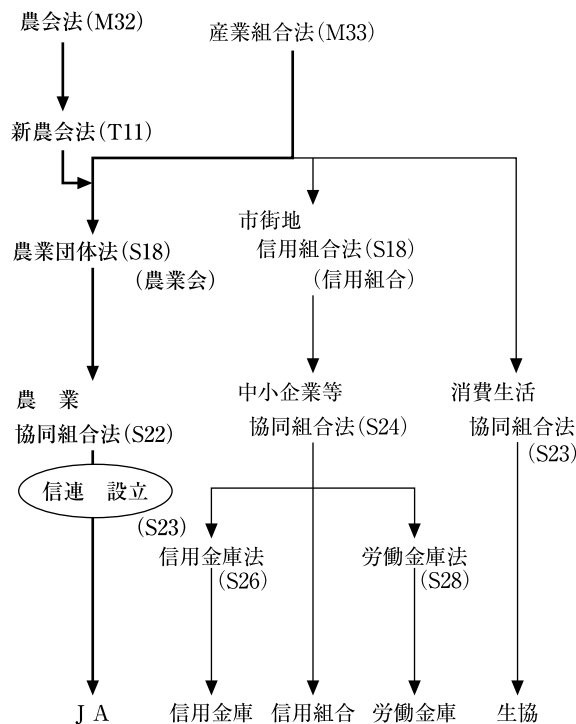 農会法(M32)
産業組合法(M33)
新農会法(T11)
農業団体法(S18)
(農業会)
市街地
信用組合法(S18)
(信用組合)
農　業
協同組合法(S22)
中小企業等
協同組合法(S24)
消費生活
協同組合法
(S23)
信連　設立
(S23)
信用金庫法
(S26)
労働金庫法
(S28)
J A
信用金庫
信用組合
労働金庫
生協